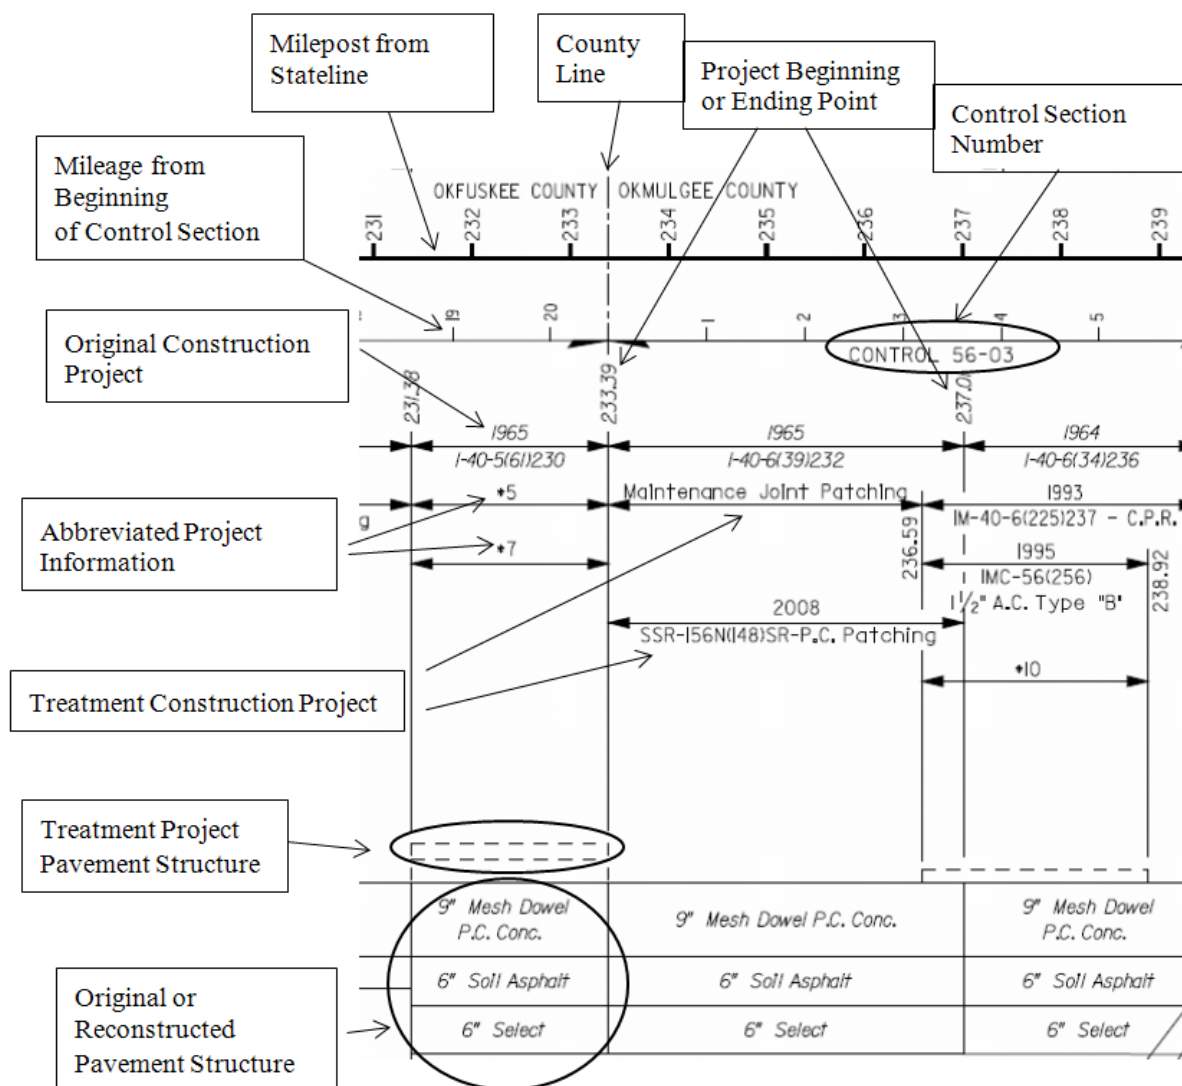 Milepost from
Stateline
County
Line
Project Beginning
or Ending Point
Control Section
Number
Mileage from
Beginning
of Control Section
OKFUSKEE COUNTY
OKMULGEE COUNTY
231
232
233
234
235
236
237
238
239
19
20
1
2
3
4
5
CONTROL 56-03
Original Construction
Project
231.38
233.39
237.01
1965
I-40-5(61)230
1965
I-40-6(39)232
1964
I-40-6(34)236
Abbreviated Project
Information
*5
Maintenance Joint Patching
1993
IM-40-6(225)237 - C.P.R.
g
*7
236.59
1995
IMC-56(256)
1 1/2" A.C. Type "B"
238.92
2008
SSR-156N(148)SR-P.C. Patching
*10
Treatment Construction Project
Treatment Project
Pavement Structure
9" Mesh Dowel
P.C. Conc.
9" Mesh Dowel P.C. Conc.
9" Mesh Dowel
P.C. Conc.
6" Soil Asphalt
6" Soil Asphalt
6" Soil Asphalt
6" Select
6" Select
6" Select
Original or
Reconstructed
Pavement Structure